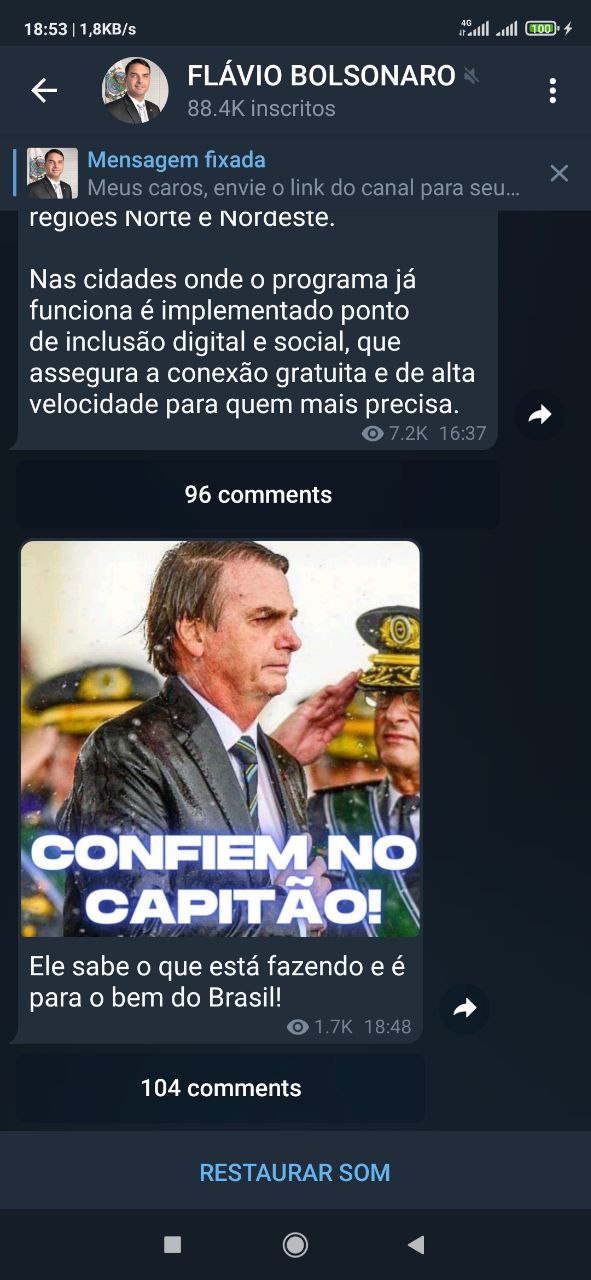 18:53 | 1,8KB/s
4G
100
FLÁVIO BOLSONARO
88.4K inscritos
Mensagem fixada
Meus caros, envie o link do canal para seu...
regiões Norte e Nordeste.
Nas cidades onde o programa já
funciona é implementado ponto
de inclusão digital e social, que
assegura a conexão gratuita e de alta
velocidade para quem mais precisa.
7.2K 16:37
96 comments
CONFIEM NO
CAPITÃO!
Ele sabe o que está fazendo e é
para o bem do Brasil!
1.7K 18:48
104 comments
RESTAURAR SOM